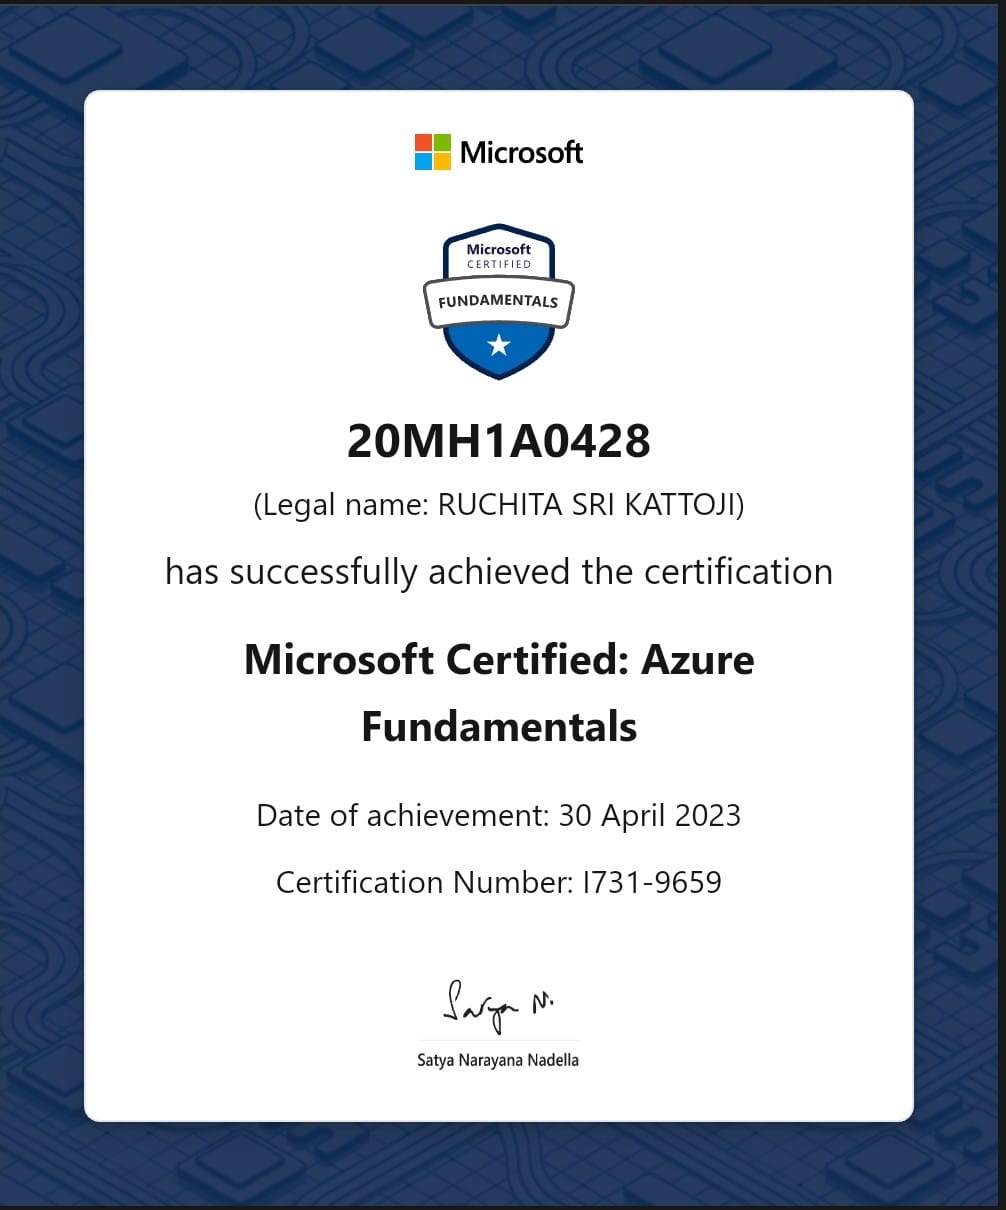 Microsoft
Microsoft
CERTIFIED
FUNDAMENTALS
20MH1A0428
(Legal name: RUCHITA SRI KATTOJI)
has successfully achieved the certification
Microsoft Certified: Azure
Fundamentals
Date of achievement: 30 April 2023
Certification Number: I731-9659
Satya N.
Satya Narayana Nadella